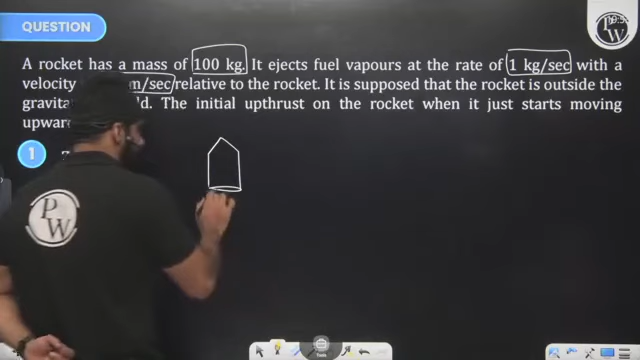 QUESTION
A rocket has a mass of 100 kg. It ejects fuel vapours at the rate of 1 kg/sec with a
velocity m/sec relative to the rocket. It is supposed that the rocket is outside the
The initial upthrust on the rocket when it just starts moving
1
P W
P W
Tools